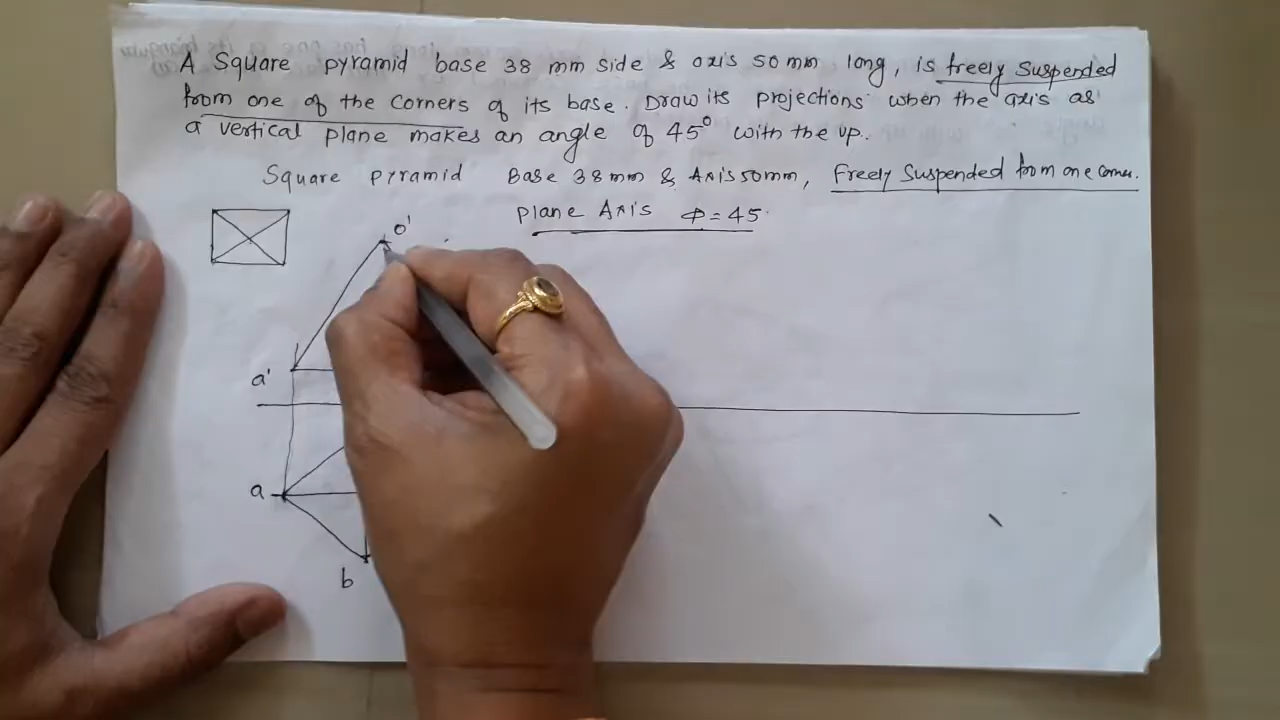 A Square pyramid base 38 mm side & axis 50 mm long, is freely suspended
from one of the corners of its base. Draw its projections when the axis as
a vertical plane makes an angle of 45° with the vp.
Square pyramid Base 38mm & Axis 50mm, Freely Suspended from one corner.
plane Axis φ = 45
o'
a'
a
b